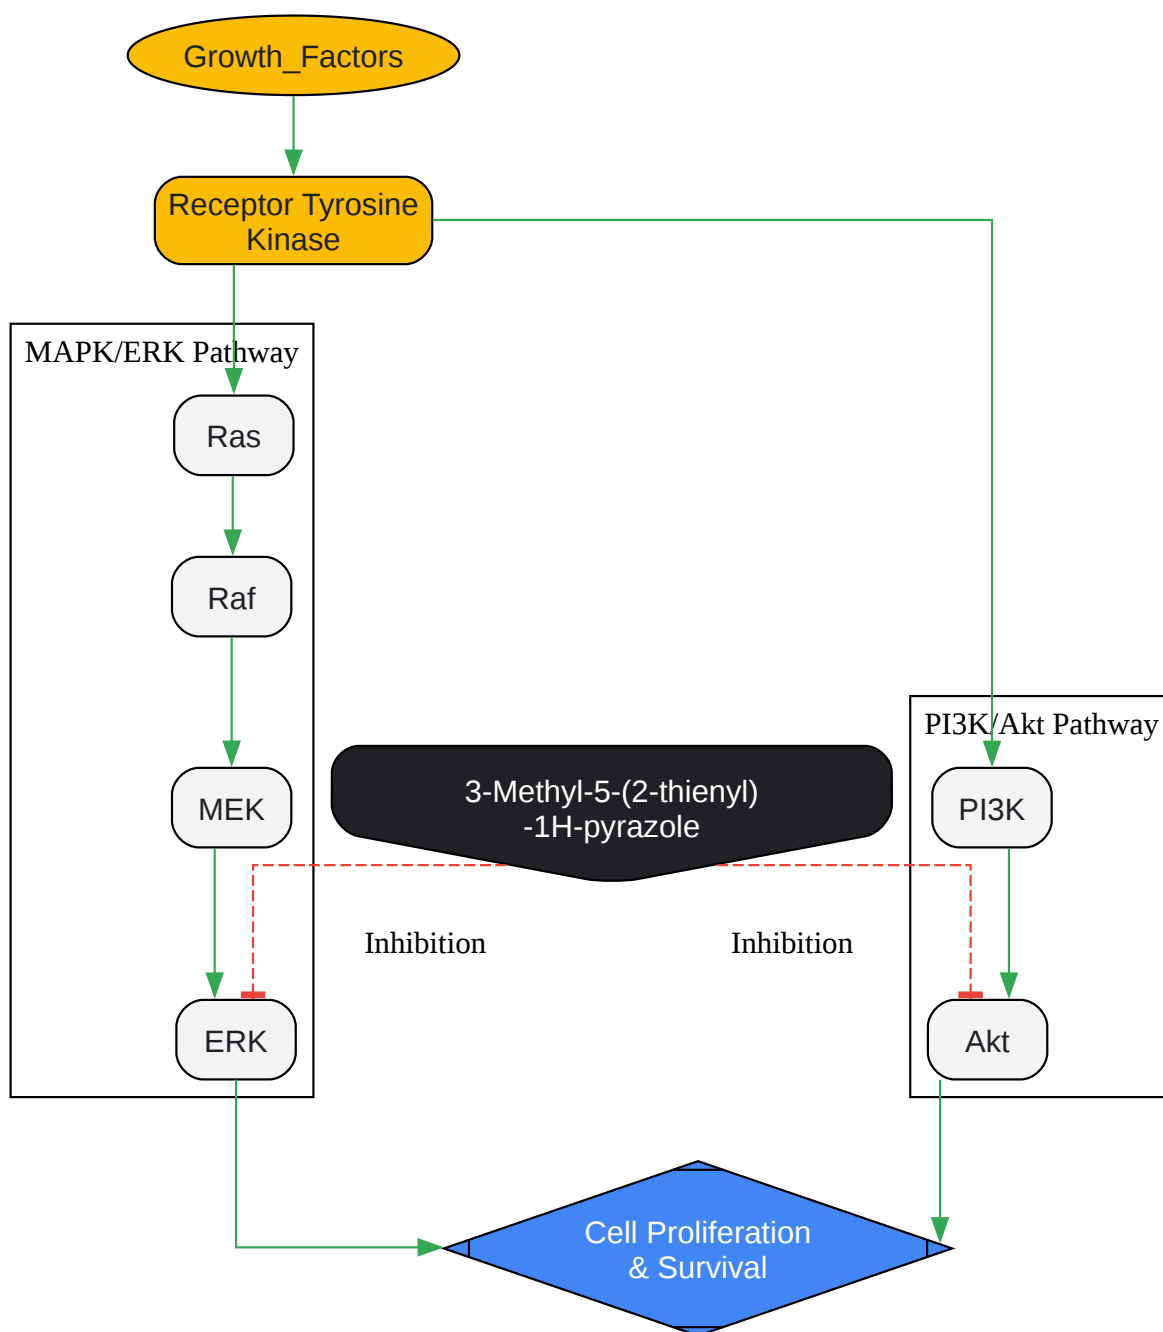 Growth_Factors
Receptor Tyrosine
Kinase
MAPK/ERK Pathway
Ras
Raf
MEK
ERK
3-Methyl-5-(2-thienyl)
-1H-pyrazole
Inhibition
Inhibition
PI3K/Akt Pathway
PI3K
Akt
Cell Proliferation
& Survival